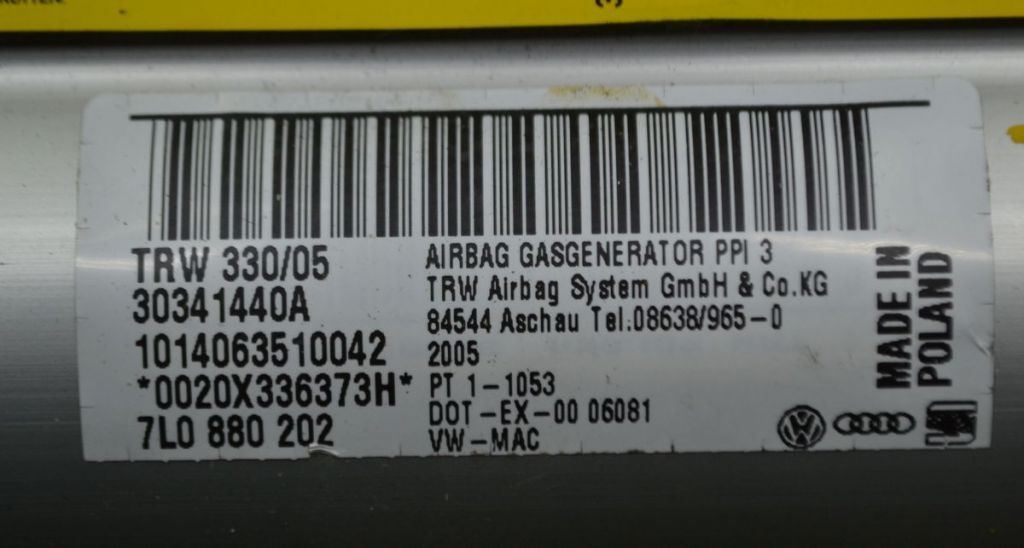 TRW 330/05
30341440A
1014063510042
*0020X336373H*
7L0 880 202
AIRBAG GASGENERATOR PPI 3
TRW Airbag System GmbH & Co.KG
84544 Aschau Tel.:08638/965-0
2005
PT 1-1053
DOT-EX-00 06081
VW-MAC
MADE IN
POLAND